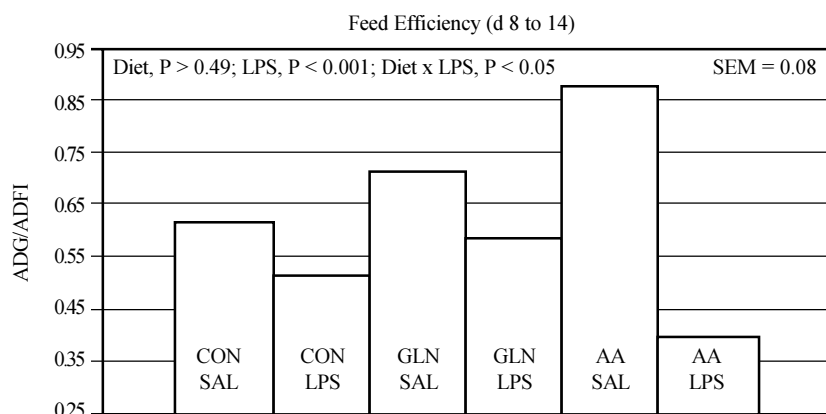 Feed Efficiency (d 8 to 14)
Diet, P > 0.49; LPS, P < 0.001; Diet x LPS, P < 0.05 SEM = 0.08
ADG/ADFI
0.95
0.85
0.75
0.65
0.55
0.45
0.35
0.25
CON SAL
CON LPS
GLN SAL
GLN LPS
AA SAL
AA LPS